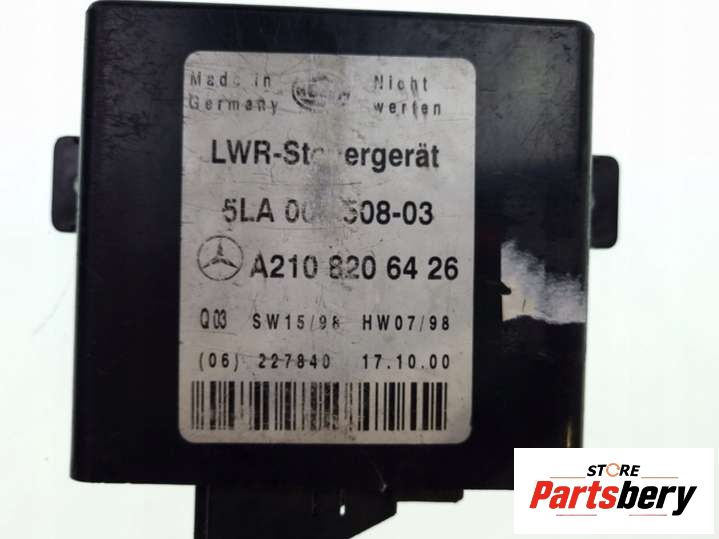 Made in Germany
Nicht werfen
LWR-Steuergerät
5LA 00 508-03
A210 820 64 26
Q03 SW15/98 HW07/98
(06) 227840 17.10.00
STORE
Partsbery